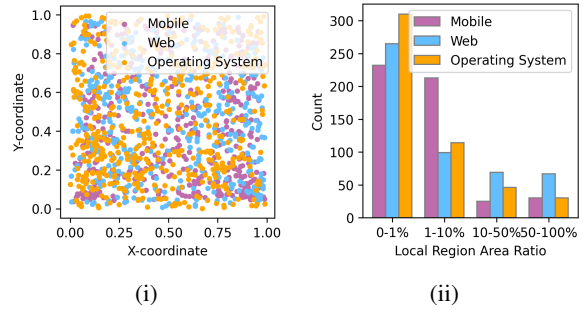 1.0
0.8
0.6
0.4
0.2
0.0
Y-coordinate
Mobile
Web
Operating System
0.00 0.25 0.50 0.75 1.00
X-coordinate
(i)
300
250
200
150
100
50
0
Count
Mobile
Web
Operating System
0-1% 1-10% 10-50% 50-100%
Local Region Area Ratio
(ii)